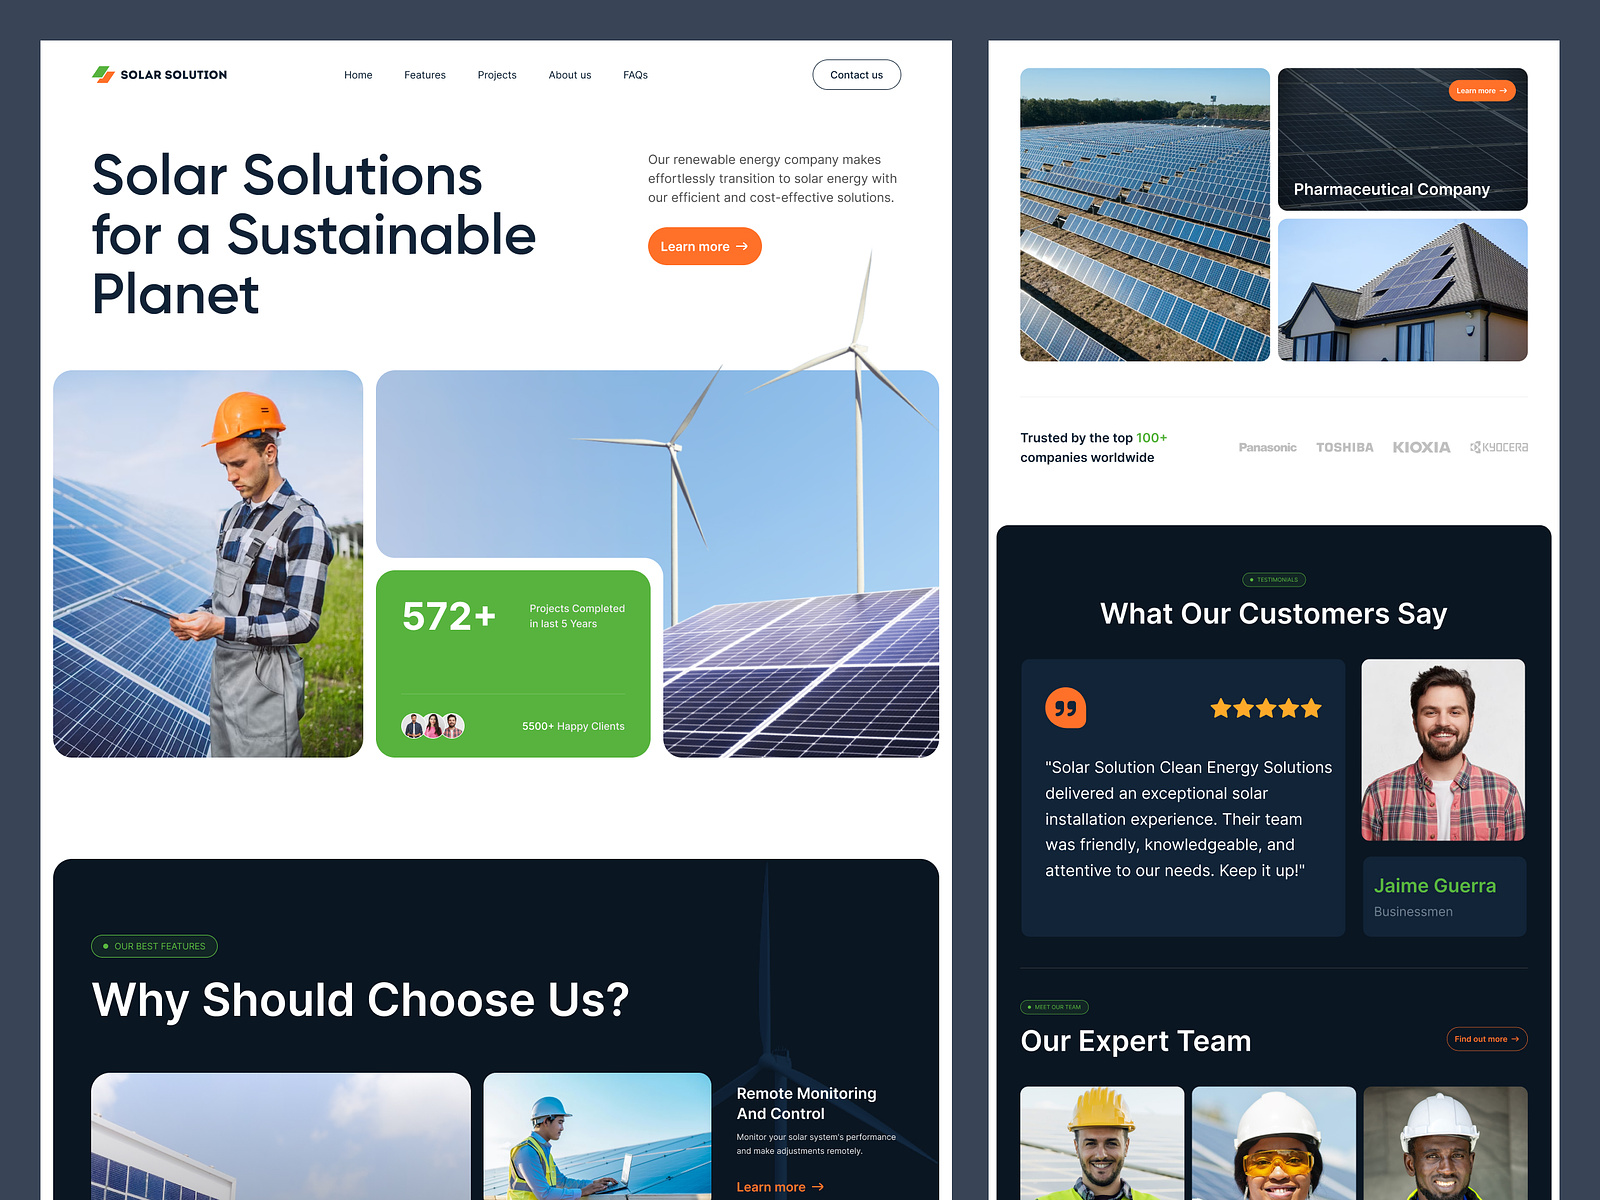 SOLAR SOLUTION
Home
Features
Projects
About us
FAQs
Contact us
Solar Solutions
for a Sustainable
Planet
Our renewable energy company makes
effortlessly transition to solar energy with
our efficient and cost-effective solutions.
Learn more →
572+
Projects Completed
in last 5 Years
5500+ Happy Clients
OUR BEST FEATURES
Why Should Choose Us?
Remote Monitoring
And Control
Monitor your solar system's performance
and make adjustments remotely.
Learn more →
Learn more →
Pharmaceutical Company
Trusted by the top 100+
companies worldwide
Panasonic
TOSHIBA
KIOXIA
KYOCERA
TESTIMONIALS
What Our Customers Say
"Solar Solution Clean Energy Solutions
delivered an exceptional solar
installation experience. Their team
was friendly, knowledgeable, and
attentive to our needs. Keep it up!"
Jaime Guerra
Businessmen
MEET OUR TEAM
Our Expert Team
Find out more →